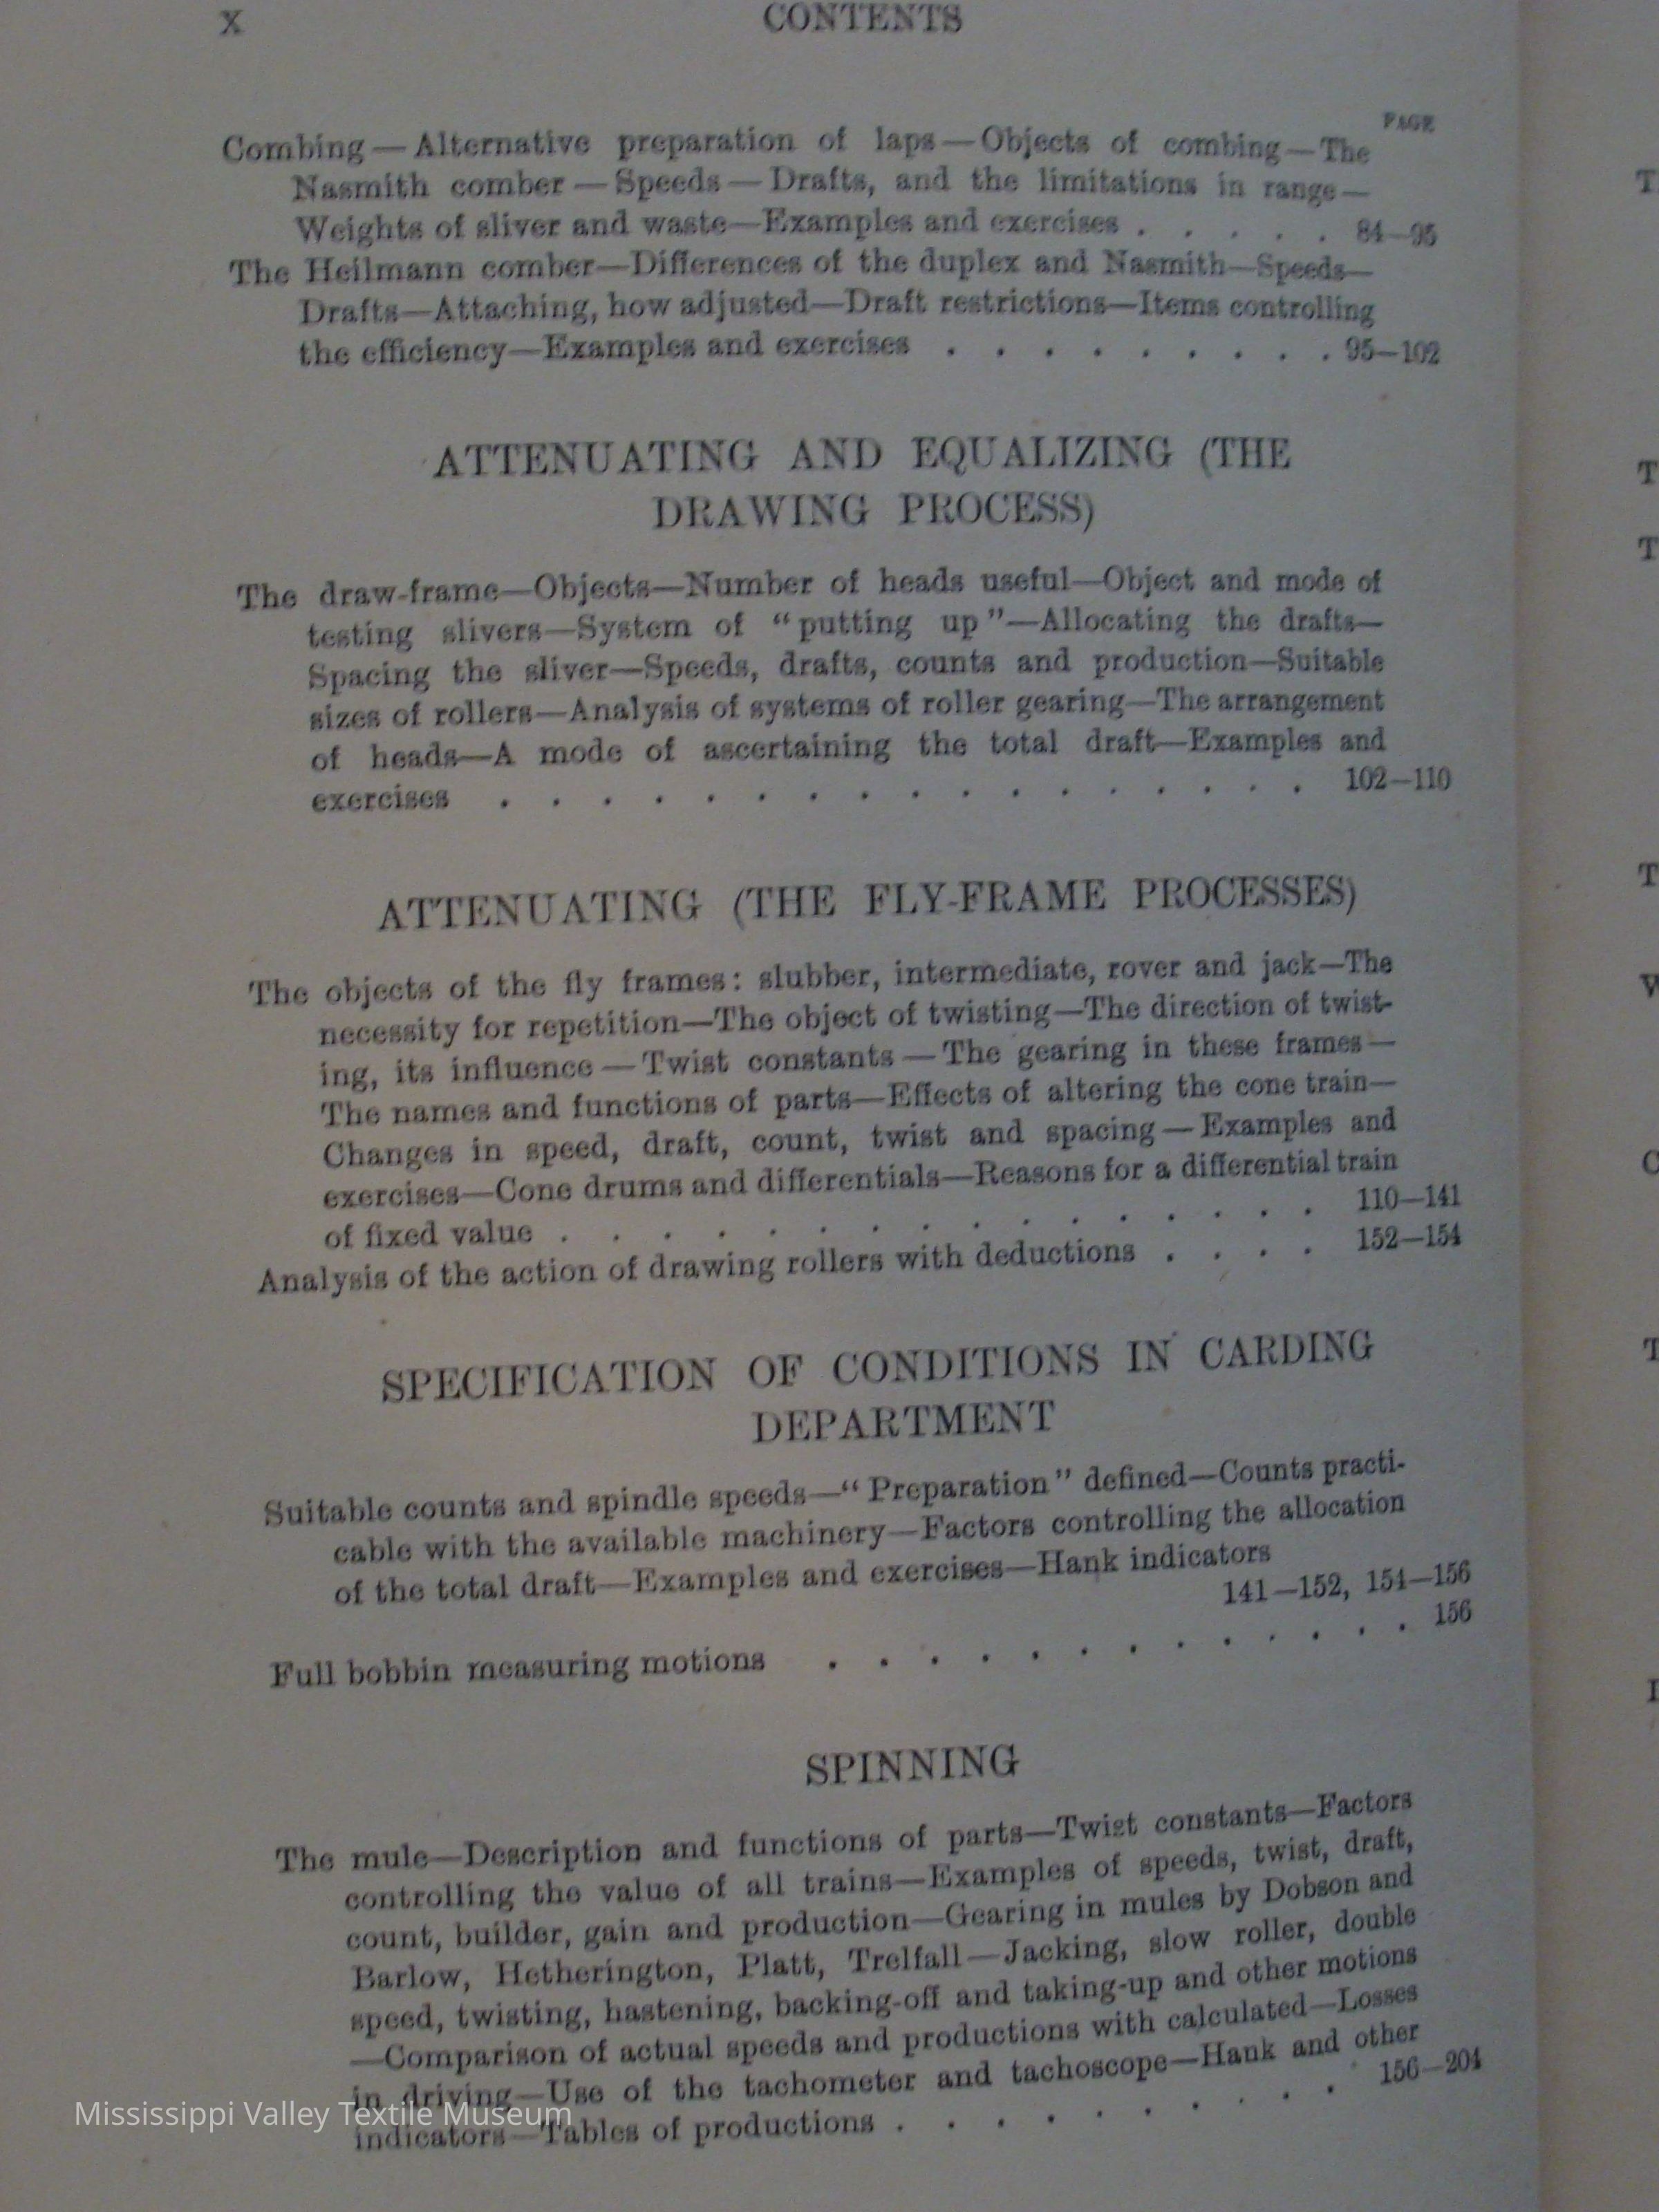 X CONTENTS
PAGE
Combing — Alternative preparation of laps — Objects of combing — The
Nasmith comber — Speeds — Drafts, and the limitations in range —
Weights of sliver and waste—Examples and exercises . . . . . 84—95
The Heilmann comber—Differences of the duplex and Nasmith—Speeds—
Drafts—Attaching, how adjusted—Draft restrictions—Items controlling
the efficiency—Examples and exercises . . . . . . . . . 95—102
ATTENUATING AND EQUALIZING (THE
DRAWING PROCESS)
The draw-frame—Objects—Number of heads useful—Object and mode of
testing slivers—System of “putting up”—Allocating the drafts—
Spacing the sliver—Speeds, drafts, counts and production—Suitable
sizes of rollers—Analysis of systems of roller gearing—The arrangement
of heads—A mode of ascertaining the total draft—Examples and
exercises . . . . . . . . . . . . . . . . 102—110
ATTENUATING (THE FLY-FRAME PROCESSES)
The objects of the fly frames: slubber, intermediate, rover and jack—The
necessity for repetition—The object of twisting—The direction of twist-
ing, its influence — Twist constants — The gearing in these frames —
The names and functions of parts—Effects of altering the cone train—
Changes in speed, draft, count, twist and spacing — Examples and
exercises—Cone drums and differentials—Reasons for a differential train
of fixed value . . . . . . . . . . . . . . . . 110—141
Analysis of the action of drawing rollers with deductions . . . . 152—154
SPECIFICATION OF CONDITIONS IN CARDING
DEPARTMENT
Suitable counts and spindle speeds—“Preparation” defined—Counts practi-
cable with the available machinery—Factors controlling the allocation
of the total draft—Examples and exercises—Hank indicators
141—152, 154—156
Full bobbin measuring motions . . . . . . . . . . . . . 156
SPINNING
The mule—Description and functions of parts—Twist constants—Factors
controlling the value of all trains—Examples of speeds, twist, draft,
count, builder, gain and production—Gearing in mules by Dobson and
Barlow, Hetherington, Platt, Trelfall — Jacking, slow roller, double
speed, twisting, hastening, backing-off and taking-up and other motions
—Comparison of actual speeds and productions with calculated—Losses
in driving—Use of the tachometer and tachoscope—Hank and other
indicators—Tables of productions . . . . . . . . . . 156—204
Mississippi Valley Textile Museum